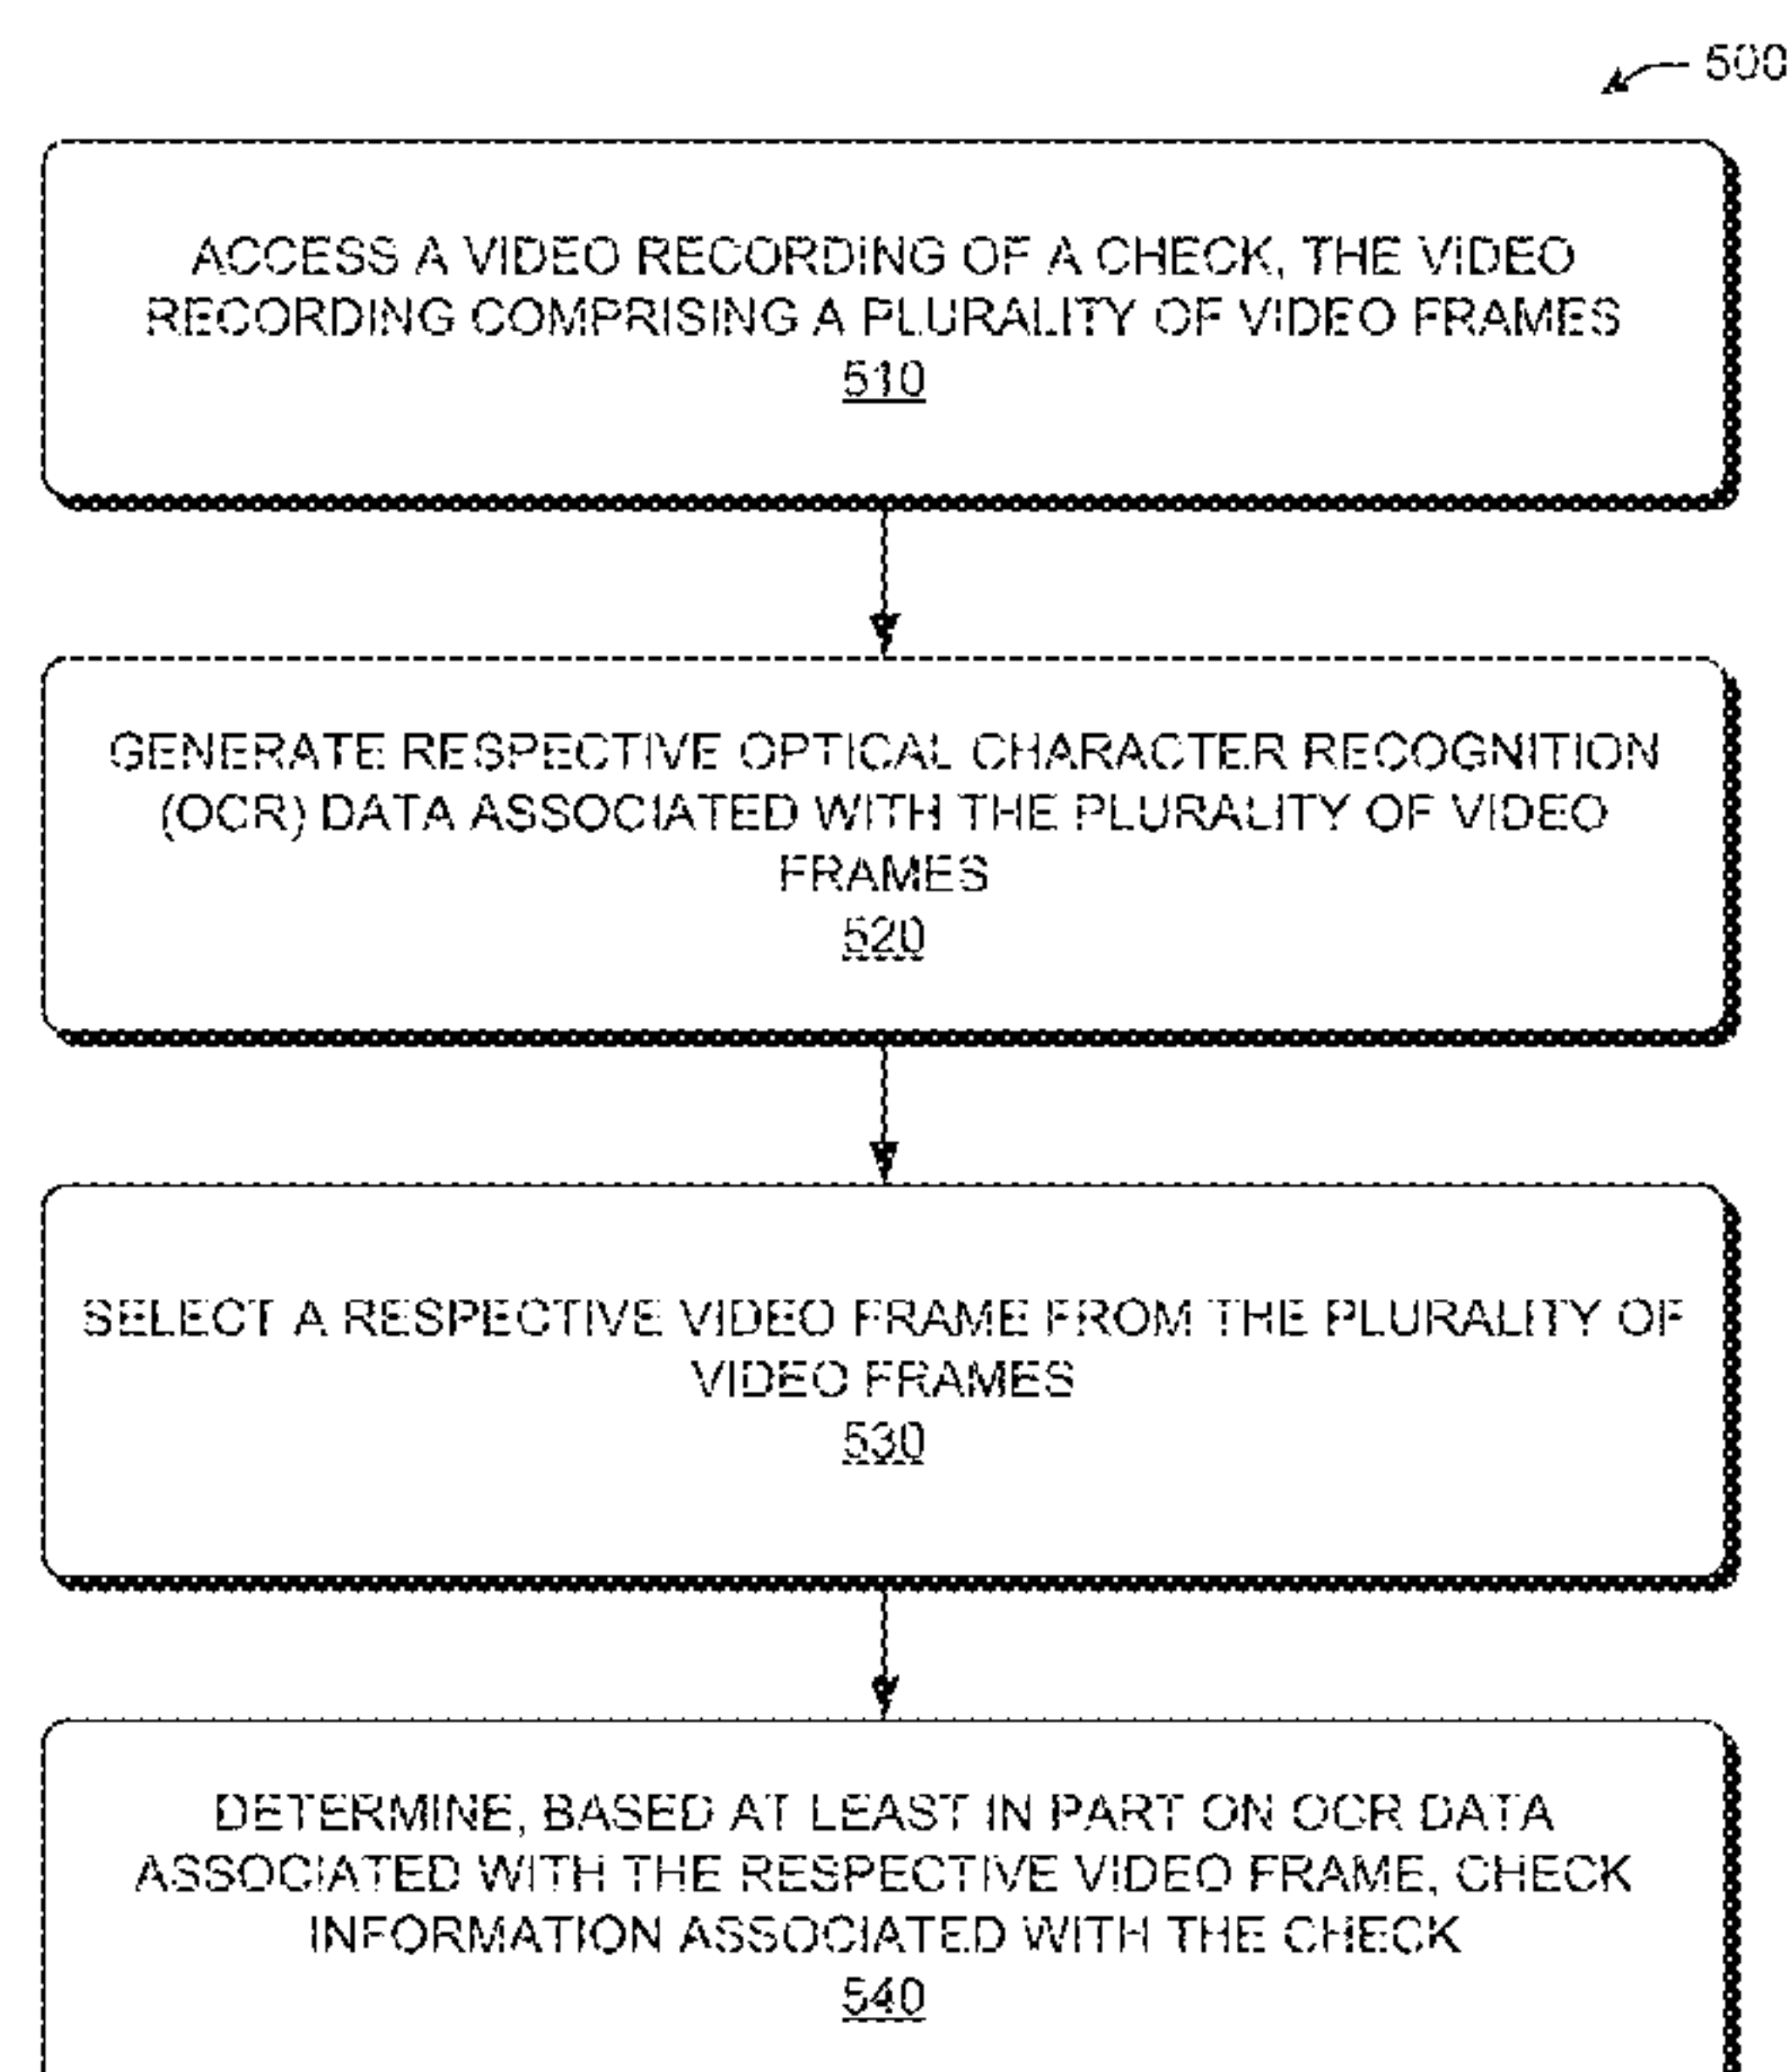 500
ACCESS A VIDEO RECORDING OF A CHECK, THE VIDEO
RECORDING COMPRISING A PLURALITY OF VIDEO FRAMES
510
GENERATE RESPECTIVE OPTICAL CHARACTER RECOGNITION
(OCR) DATA ASSOCIATED WITH THE PLURALITY OF VIDEO
FRAMES
520
SELECT A RESPECTIVE VIDEO FRAME FROM THE PLURALITY OF
VIDEO FRAMES
530
DETERMINE, BASED AT LEAST IN PART ON OCR DATA
ASSOCIATED WITH THE RESPECTIVE VIDEO FRAME, CHECK
INFORMATION ASSOCIATED WITH THE CHECK
540